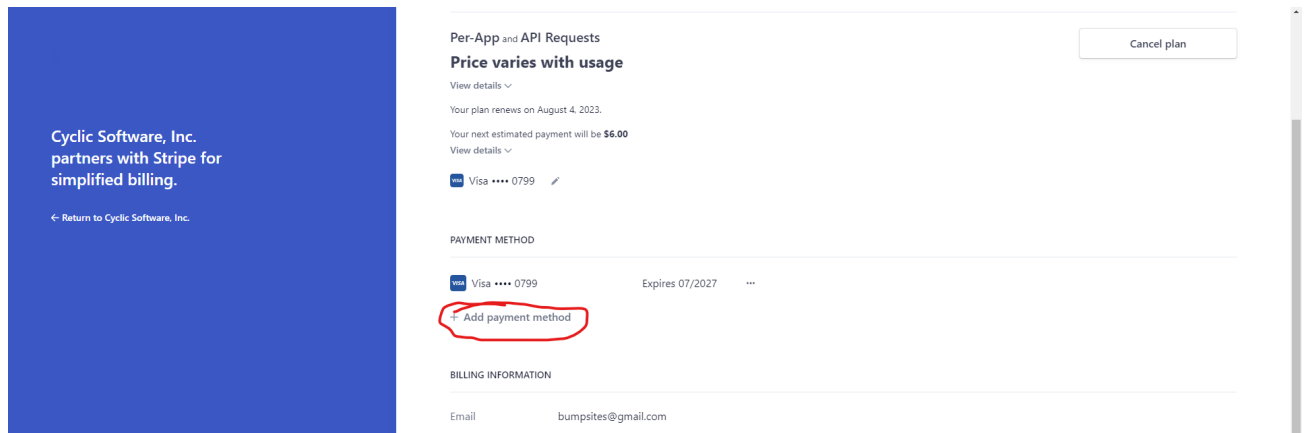 Cyclic Software, Inc.
partners with Stripe for
simplified billing.
← Return to Cyclic Software, Inc.
Per-App and API Requests
Cancel plan
Price varies with usage
View details
Your plan renews on August 4, 2023.
Your next estimated payment will be $6.00
View details
VISA Visa •••• 0799
PAYMENT METHOD
VISA Visa •••• 0799 Expires 07/2027 •••
+ Add payment method
BILLING INFORMATION
Email bumpsites@gmail.com